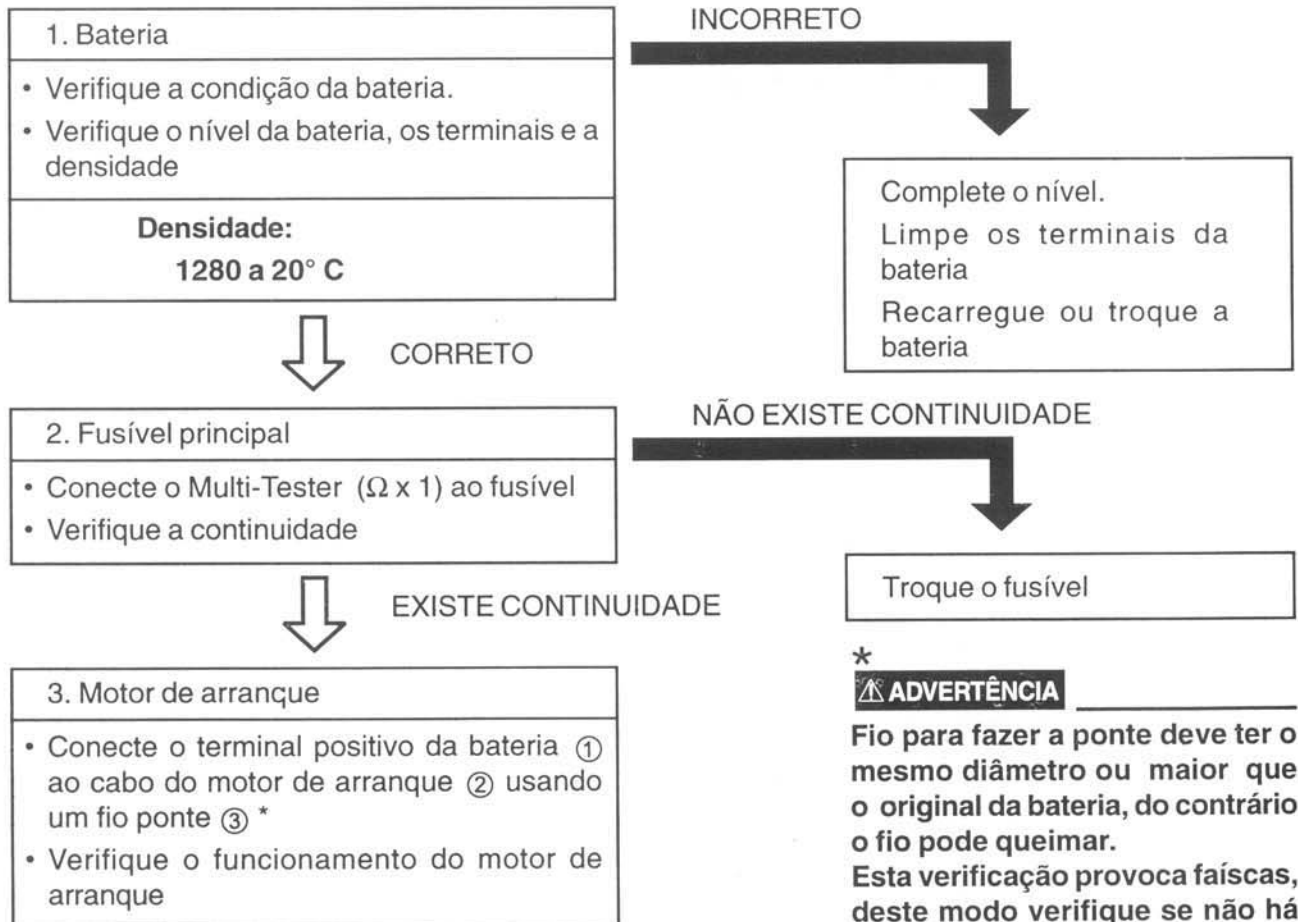 1. Bateria
• Verifique a condição da bateria.
• Verifique o nível da bateria, os terminais e a
densidade
Densidade:
1280 a 20° C
INCORRETO
Complete o nível.
Limpe os terminais da
bateria
Recarregue ou troque a
bateria
CORRETO
2. Fusível principal
• Conecte o Multi-Tester (Ω x 1) ao fusível
• Verifique a continuidade
NÃO EXISTE CONTINUIDADE
Troque o fusível
EXISTE CONTINUIDADE
3. Motor de arranque
• Conecte o terminal positivo da bateria ①
ao cabo do motor de arranque ② usando
um fio ponte ③ *
• Verifique o funcionamento do motor de
arranque
*
⚠ ADVERTÊNCIA
Fio para fazer a ponte deve ter o
mesmo diâmetro ou maior que
o original da bateria, do contrário
o fio pode queimar.
Esta verificação provoca faíscas,
deste modo verifique se não há